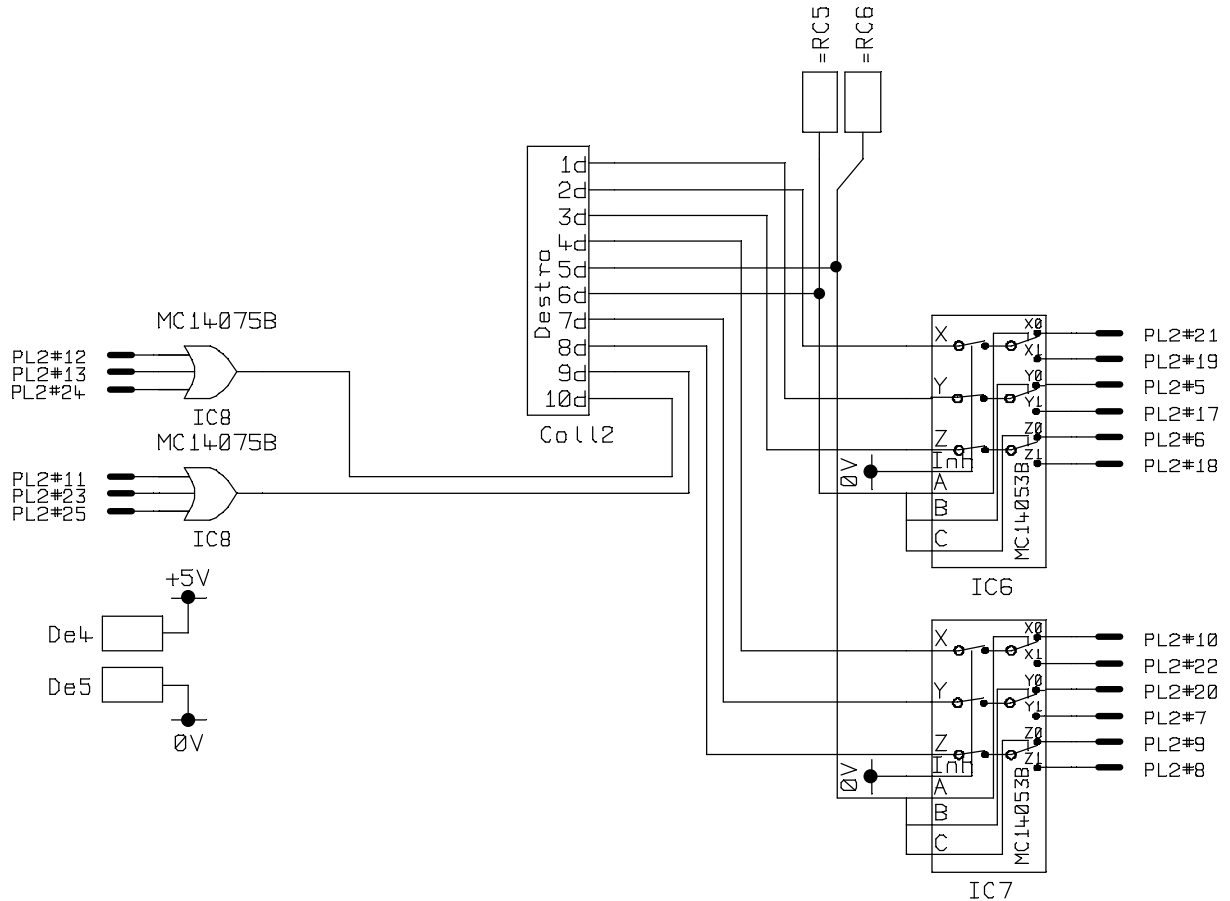 =RC5
=RC6
1d
2d
3d
4d
5d
6d
7d
8d
9d
10d
Destro
Coll2
MC14075B
PL2#12
PL2#13
PL2#24
IC8
MC14075B
PL2#11
PL2#23
PL2#25
IC8
+5V
De4
De5
0V
X
Y
Z
Inh
A
B
C
0V
X0
X1
Y0
Y1
Z0
Z1
MC14053B
PL2#21
PL2#19
PL2#5
PL2#17
PL2#6
PL2#18
IC6
X
Y
Z
Inh
A
B
C
0V
X0
X1
Y0
Y1
Z0
Z1
MC14053B
PL2#10
PL2#22
PL2#20
PL2#7
PL2#9
PL2#8
IC7